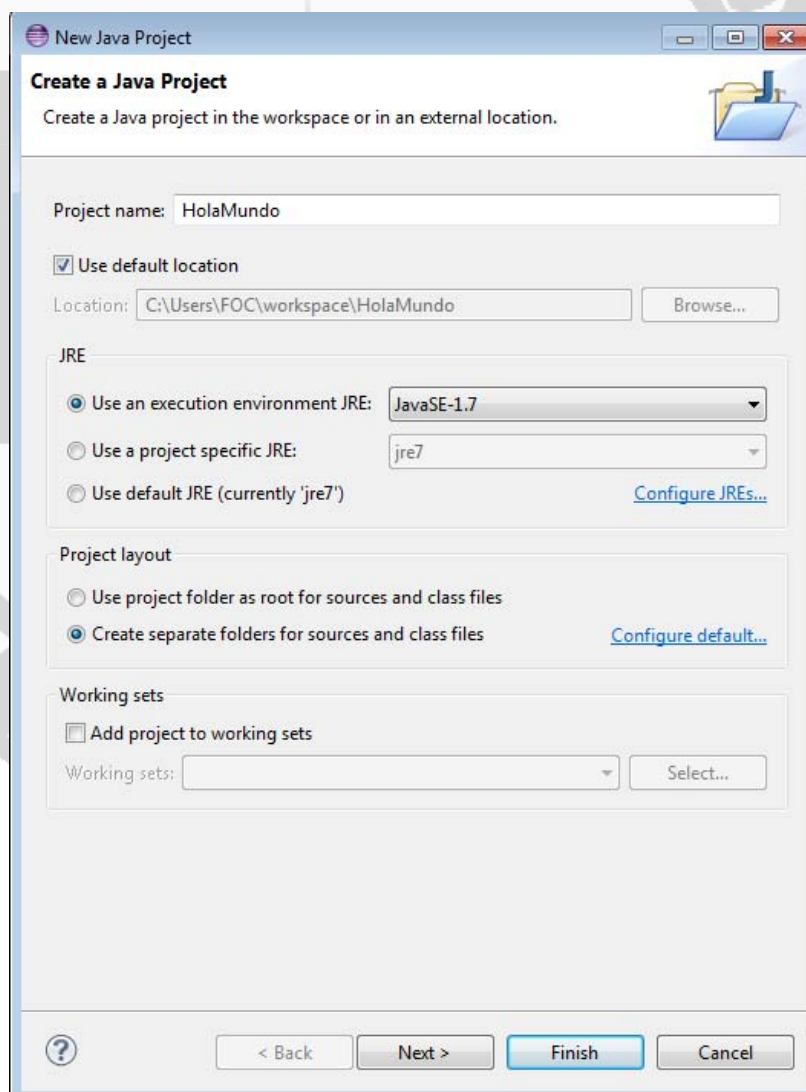 New Java Project
Create a Java Project
Create a Java project in the workspace or in an external location.
Project name: HolaMundo
Use default location
Location: C:\Users\FOC\workspace\HolaMundo Browse...
JRE
Use an execution environment JRE: JavaSE-1.7
Use a project specific JRE: jre7
Use default JRE (currently 'jre7') Configure JREs...
Project layout
Use project folder as root for sources and class files
Create separate folders for sources and class files Configure default...
Working sets
Add project to working sets
Working sets: Select...
? < Back Next > Finish Cancel